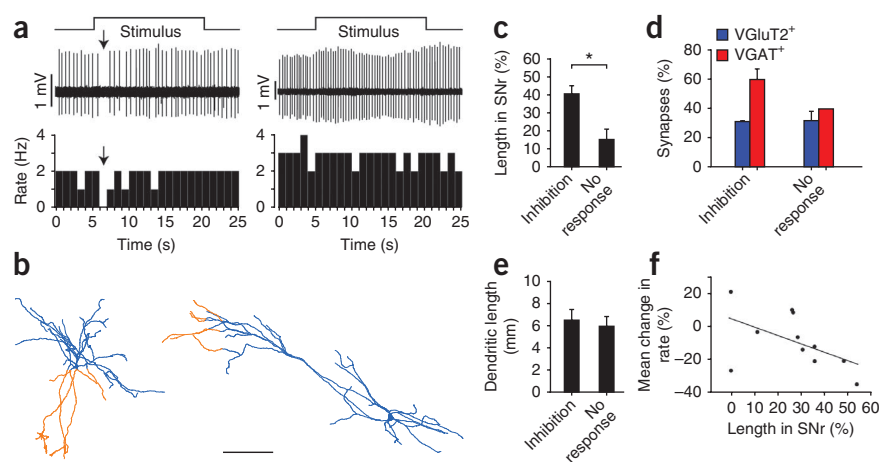 a
Stimulus
1 mV
Rate (Hz)
4
2
0
0 5 10 15 20 25
Time (s)
Stimulus
1 mV
4
2
0
0 5 10 15 20 25
Time (s)
b
c
Length in SNr (%)
60
50
40
30
20
10
0
*
Inhibition
No
response
d
VGluT2+
VGAT+
Synapses (%)
80
60
40
20
0
Inhibition
No
response
e
Dendritic length
(mm)
10
8
6
4
2
0
Inhibition
No
response
f
Mean change in
rate (%)
40
20
0
–20
–40
0 10 20 30 40 50 60
Length in SNr (%)